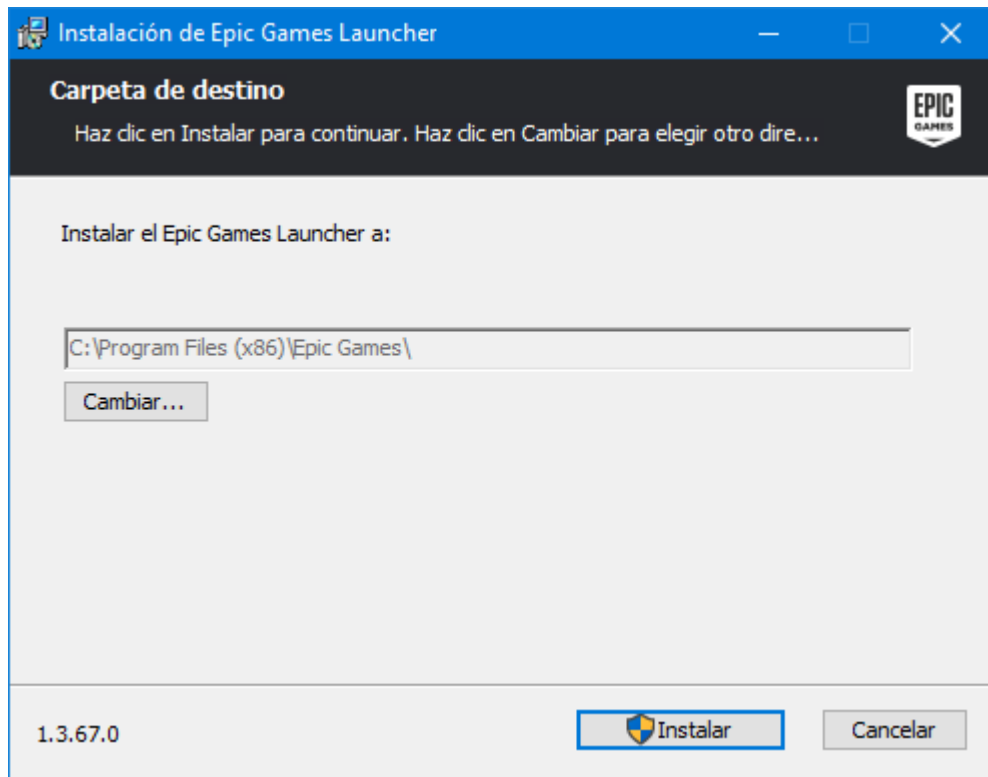 Instalación de Epic Games Launcher
Carpeta de destino
Haz clic en Instalar para continuar. Haz clic en Cambiar para elegir otro dire...
EPIC
GAMES
Instalar el Epic Games Launcher a:
C:\Program Files (x86)\Epic Games\
Cambiar...
1.3.67.0
Instalar
Cancelar